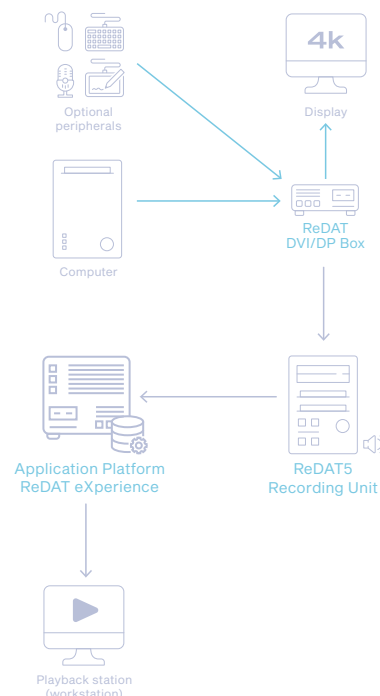 4k
Optional
peripherals
Display
ReDAT
DVI/DP Box
Computer
Application Platform
ReDAT eXperience
ReDAT5
Recording Unit
Playback station
(workstation)